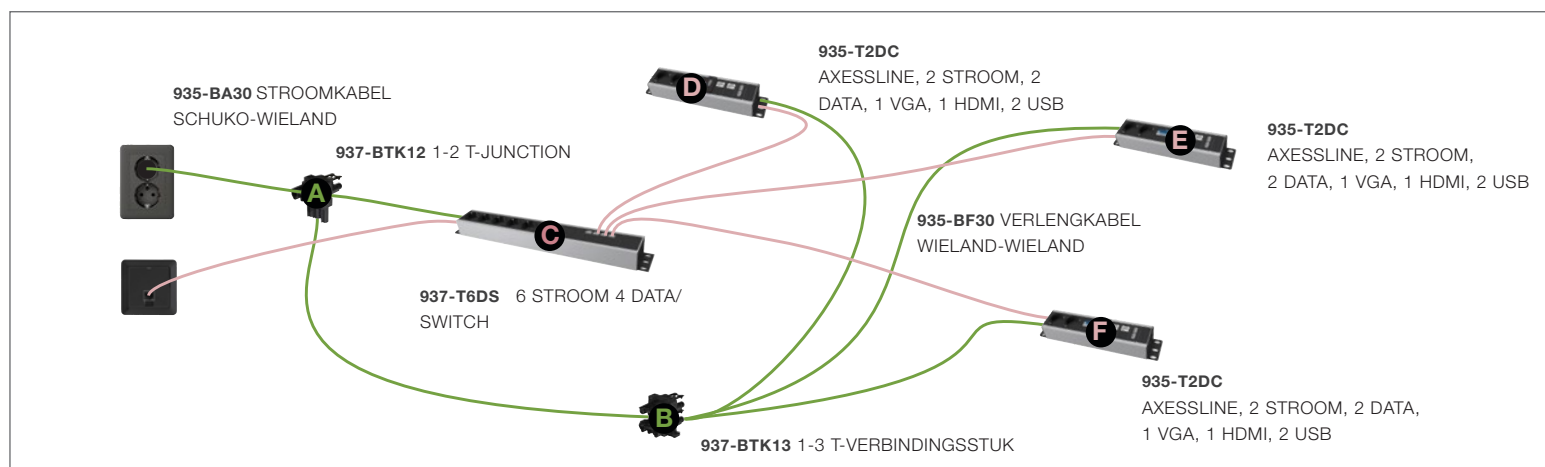 935-BA30 STROOMKABEL
SCHUKO-WIELAND
937-BTK12 1-2 T-JUNCTION
A
C
937-T6DS 6 STROOM 4 DATA/
SWITCH
D
935-T2DC
AXESSLINE, 2 STROOM, 2
DATA, 1 VGA, 1 HDMI, 2 USB
E
935-T2DC
AXESSLINE, 2 STROOM,
2 DATA, 1 VGA, 1 HDMI, 2 USB
935-BF30 VERLENGKABEL
WIELAND-WIELAND
F
935-T2DC
AXESSLINE, 2 STROOM, 2 DATA,
1 VGA, 1 HDMI, 2 USB
B
937-BTK13 1-3 T-VERBINDINGSSTUK